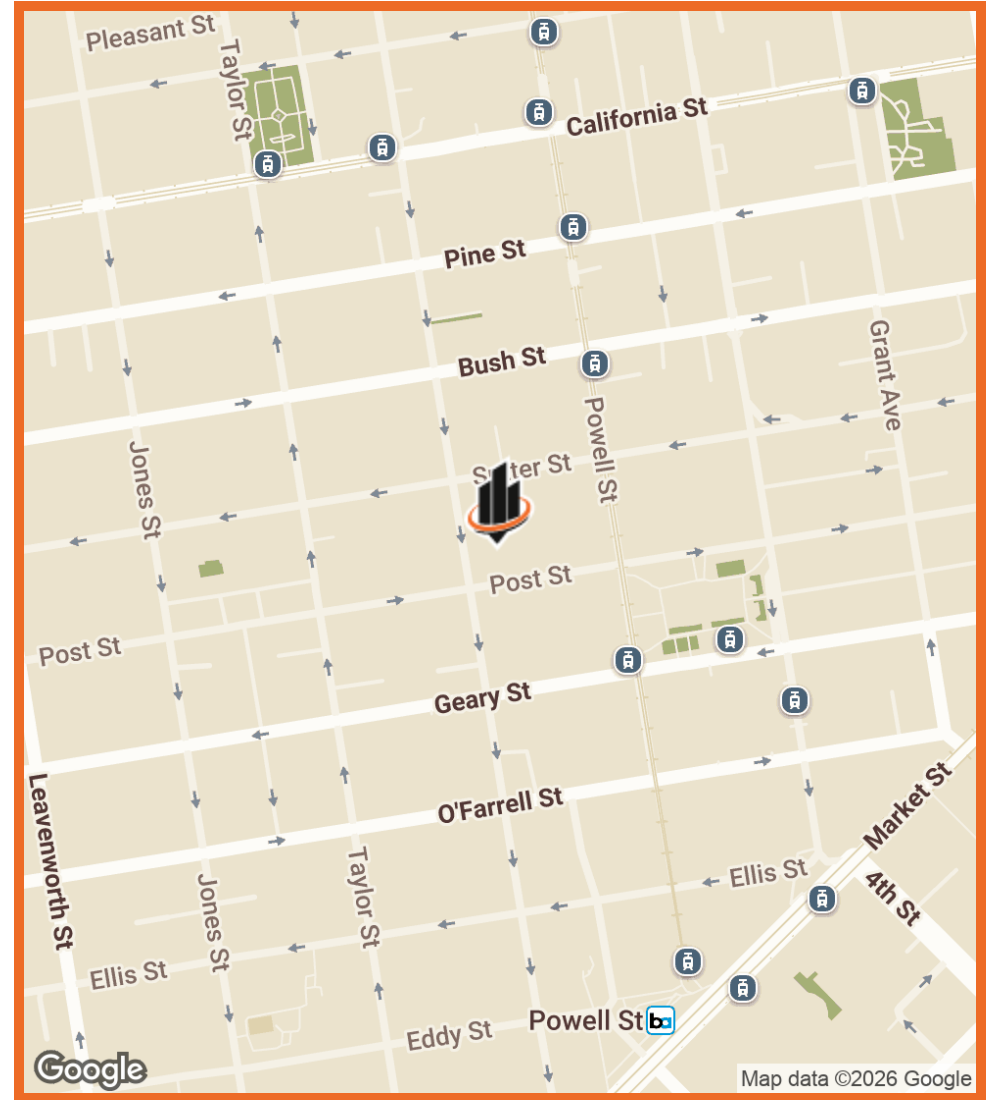 Pleasant St
Taylor St
California St
Pine St
Bush St
Grant Ave
Powell St
Jones St
Sutter St
Post St
Post St
Geary St
O'Farrell St
Market St
Leavenworth St
Taylor St
Jones St
Ellis St
4th St
Ellis St
Powell St ba
Eddy St
Google
Map data ©2026 Google